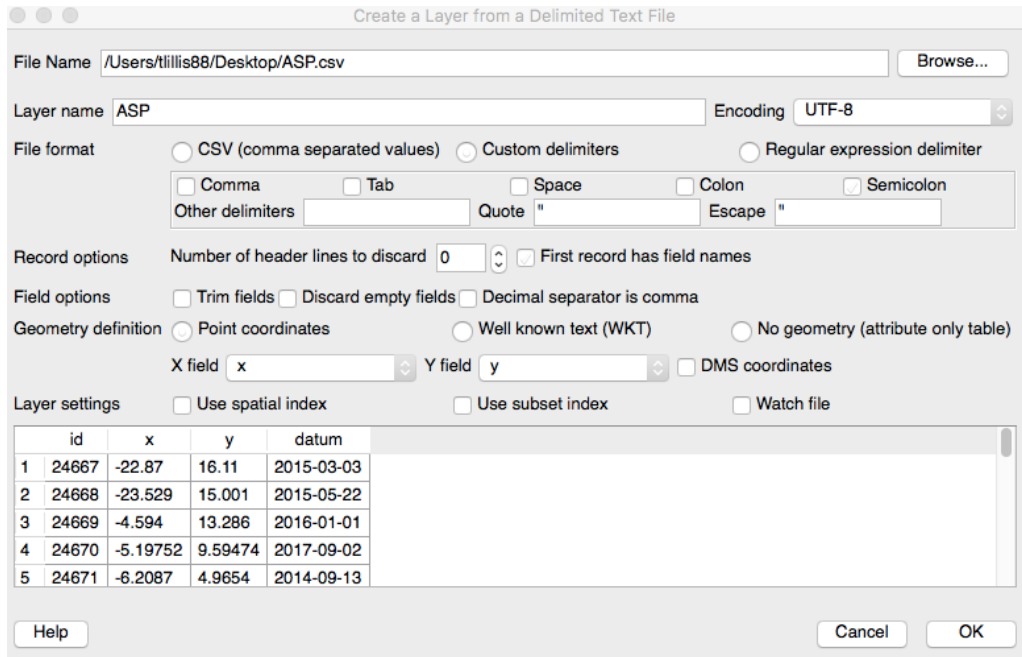 Create a Layer from a Delimited Text File
File Name /Users/tlillis88/Desktop/ASP.csv Browse...
Layer name ASP Encoding UTF-8
File format CSV (comma separated values) Custom delimiters Regular expression delimiter
Comma Tab Space Colon Semicolon
Other delimiters Quote " Escape "
Record options Number of header lines to discard 0 First record has field names
Field options Trim fields Discard empty fields Decimal separator is comma
Geometry definition Point coordinates Well known text (WKT) No geometry (attribute only table)
X field x Y field y DMS coordinates
Layer settings Use spatial index Use subset index Watch file
id x y datum
1 24667 -22.87 16.11 2015-03-03
2 24668 -23.529 15.001 2015-05-22
3 24669 -4.594 13.286 2016-01-01
4 24670 -5.19752 9.59474 2017-09-02
5 24671 -6.2087 4.9654 2014-09-13
Help Cancel OK